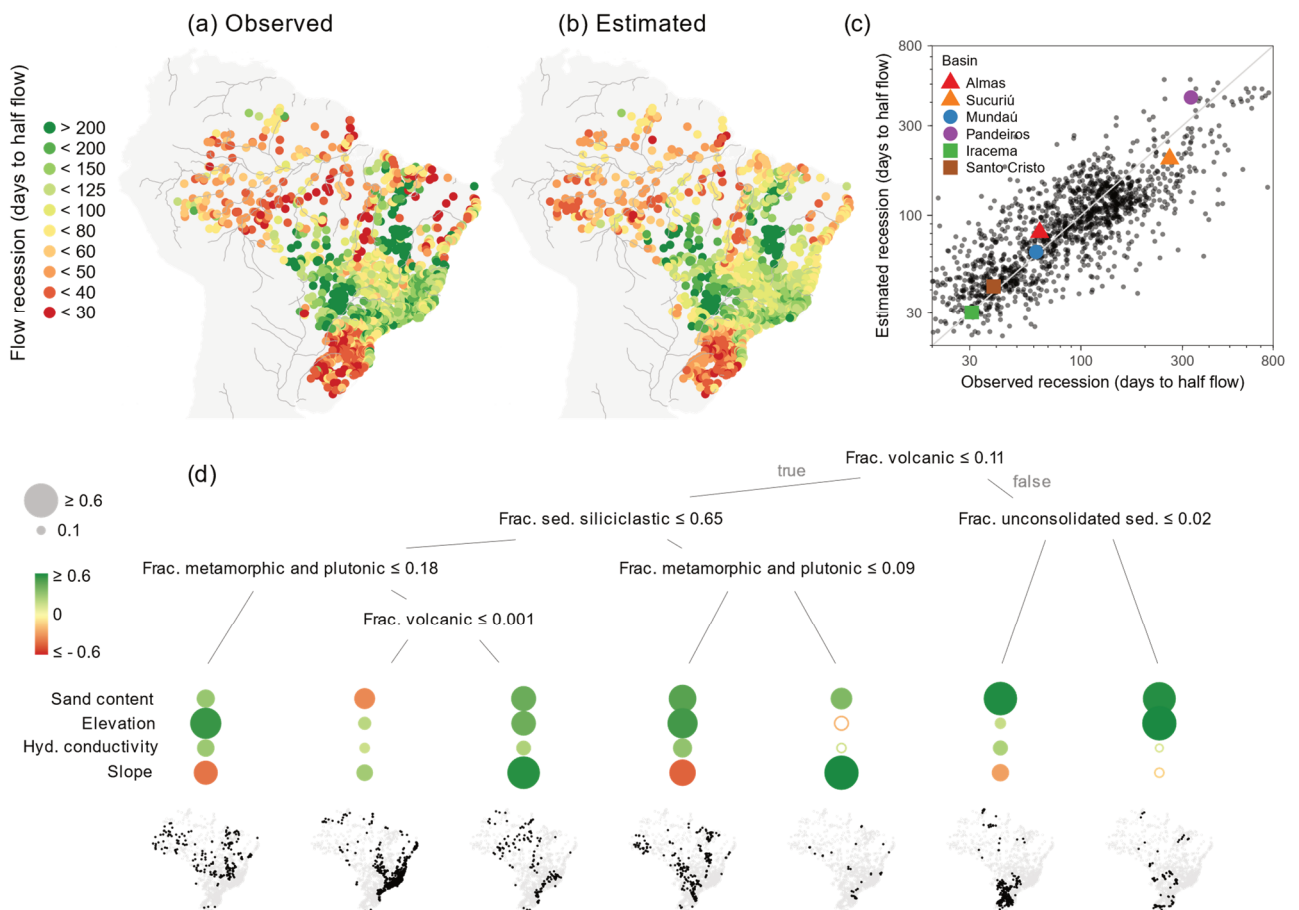 (a) Observed
(b) Estimated
(c)
Flow recession (days to half flow)
> 200
< 200
< 150
< 125
< 100
< 80
< 60
< 50
< 40
< 30
Estimated recession (days to half flow)
800
300
100
30
Basin
Almas
Sucuriú
Mundaú
Pandeiros
Iracema
Santo Cristo
30
100
300
800
Observed recession (days to half flow)
(d)
≥ 0.6
0.1
≥ 0.6
0
≤ - 0.6
Frac. volcanic ≤ 0.11
true
false
Frac. sed. siliciclastic ≤ 0.65
Frac. unconsolidated sed. ≤ 0.02
Frac. metamorphic and plutonic ≤ 0.18
Frac. metamorphic and plutonic ≤ 0.09
Frac. volcanic ≤ 0.001
Sand content
Elevation
Hyd. conductivity
Slope